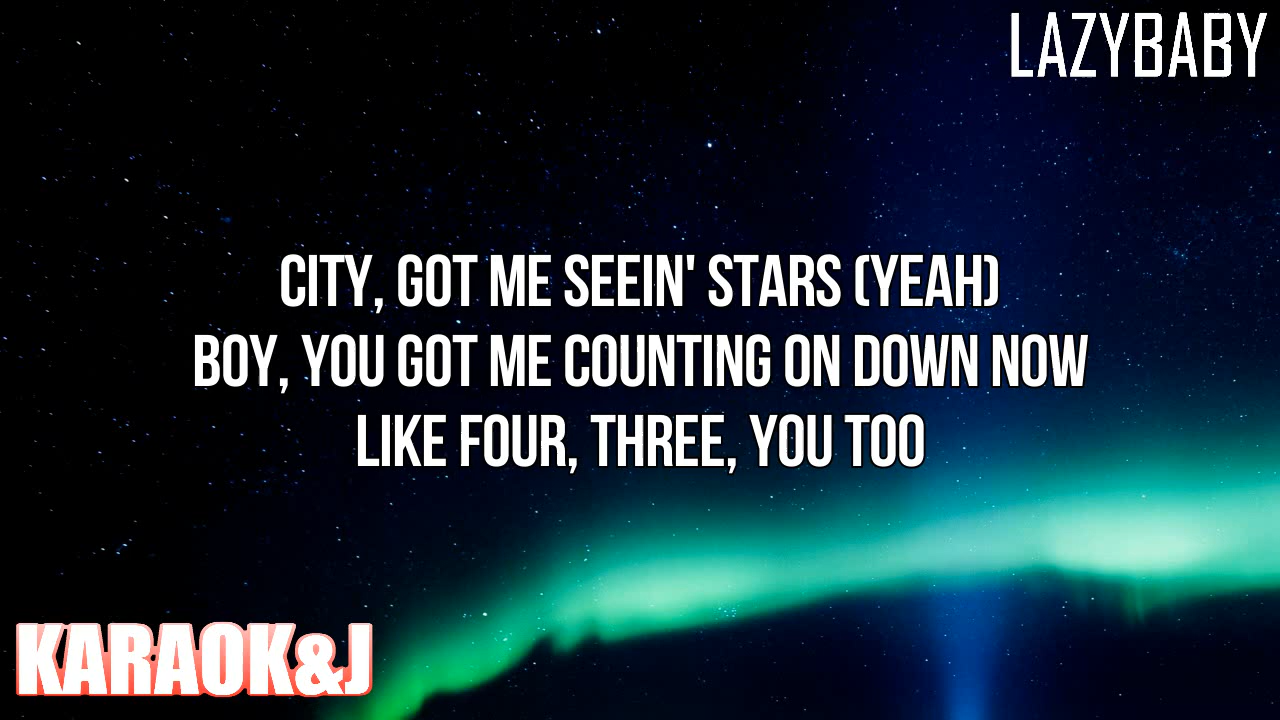 LAZYBABY
CITY, GOT ME SEEIN' STARS (YEAH)
BOY, YOU GOT ME COUNTING ON DOWN NOW
LIKE FOUR, THREE, YOU TOO
KARAOK&J